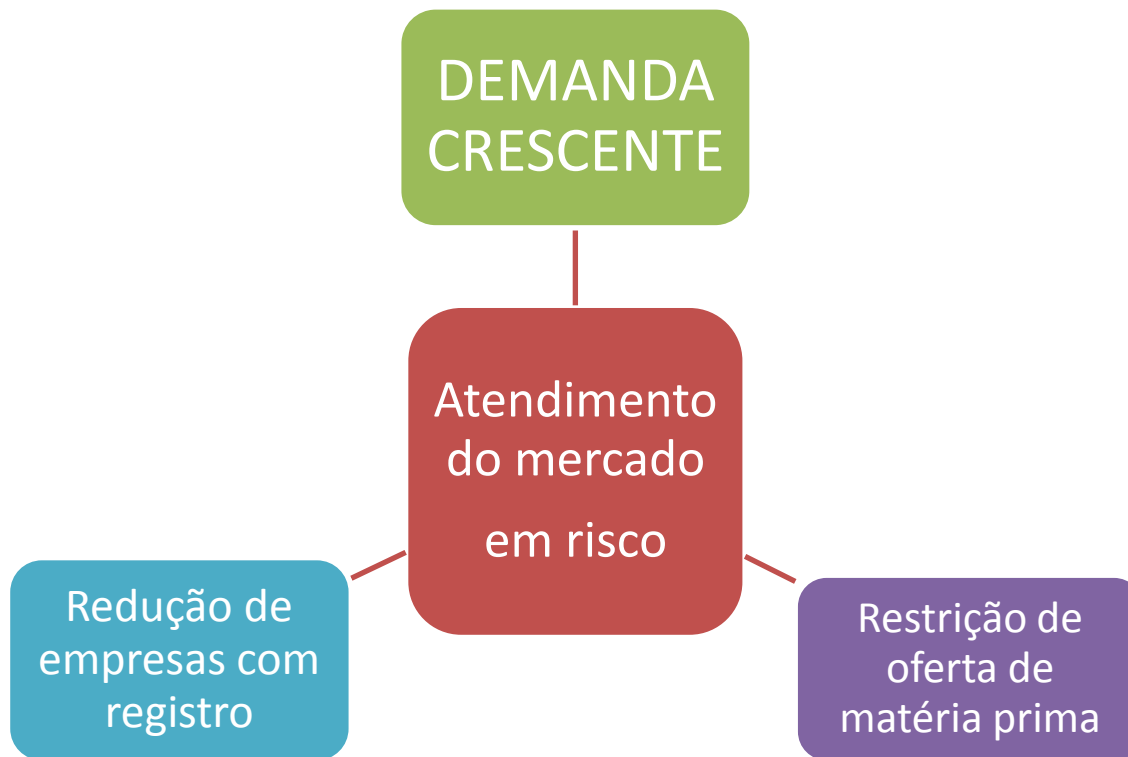 DEMANDA
CRESCENTE
Atendimento
do mercado
em risco
Redução de
empresas com
registro
Restrição de
oferta de
matéria prima